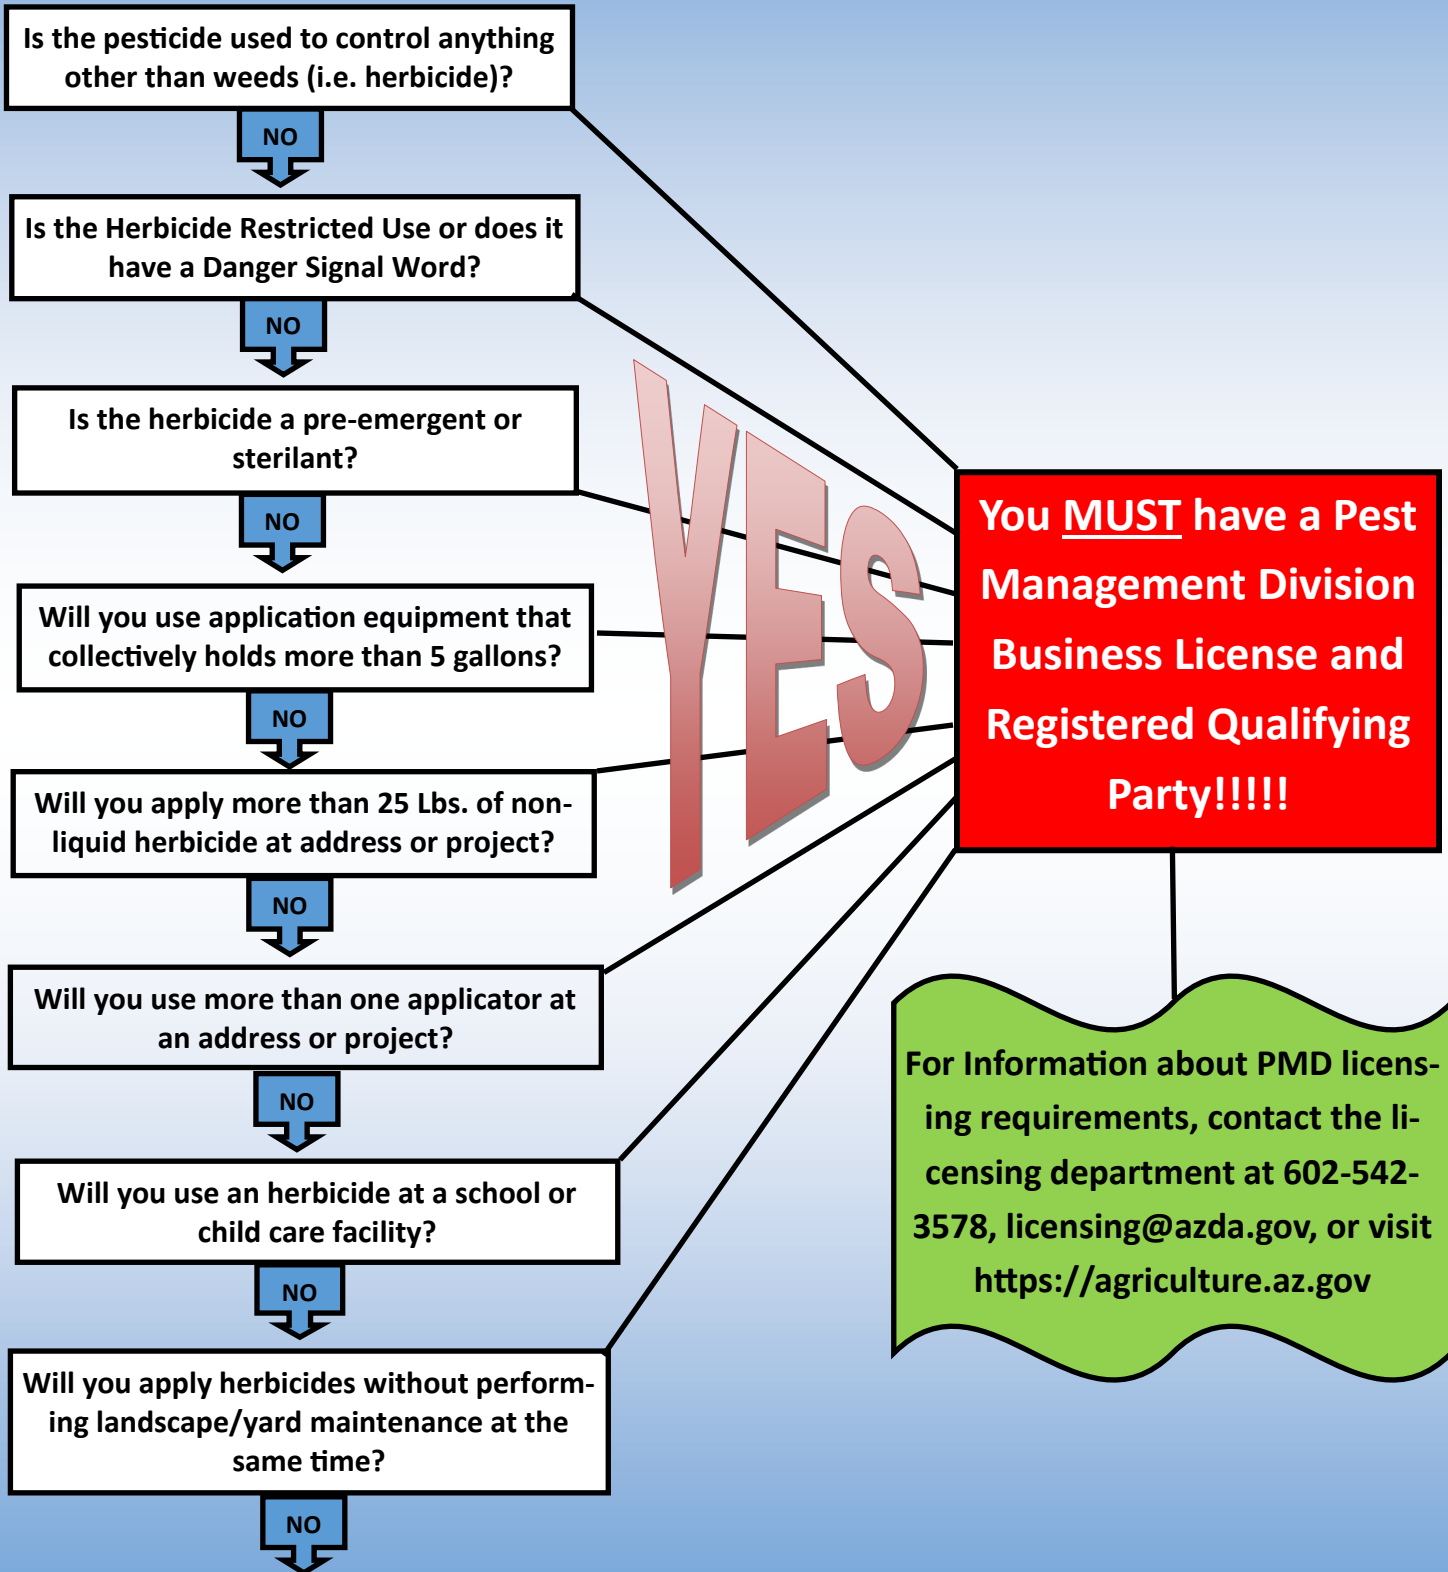 Is the pesticide used to control anything
other than weeds (i.e. herbicide)?
NO
Is the Herbicide Restricted Use or does it
have a Danger Signal Word?
NO
Is the herbicide a pre-emergent or
sterilant?
NO
Will you use application equipment that
collectively holds more than 5 gallons?
NO
Will you apply more than 25 Lbs. of non-
liquid herbicide at address or project?
NO
Will you use more than one applicator at
an address or project?
NO
Will you use an herbicide at a school or
child care facility?
NO
Will you apply herbicides without perform-
ing landscape/yard maintenance at the
same time?
NO
YES
You MUST have a Pest
Management Division
Business License and
Registered Qualifying
Party!!!!!
For Information about PMD licens-
ing requirements, contact the li-
censing department at 602-542-
3578, licensing@azda.gov, or visit
https://agriculture.az.gov